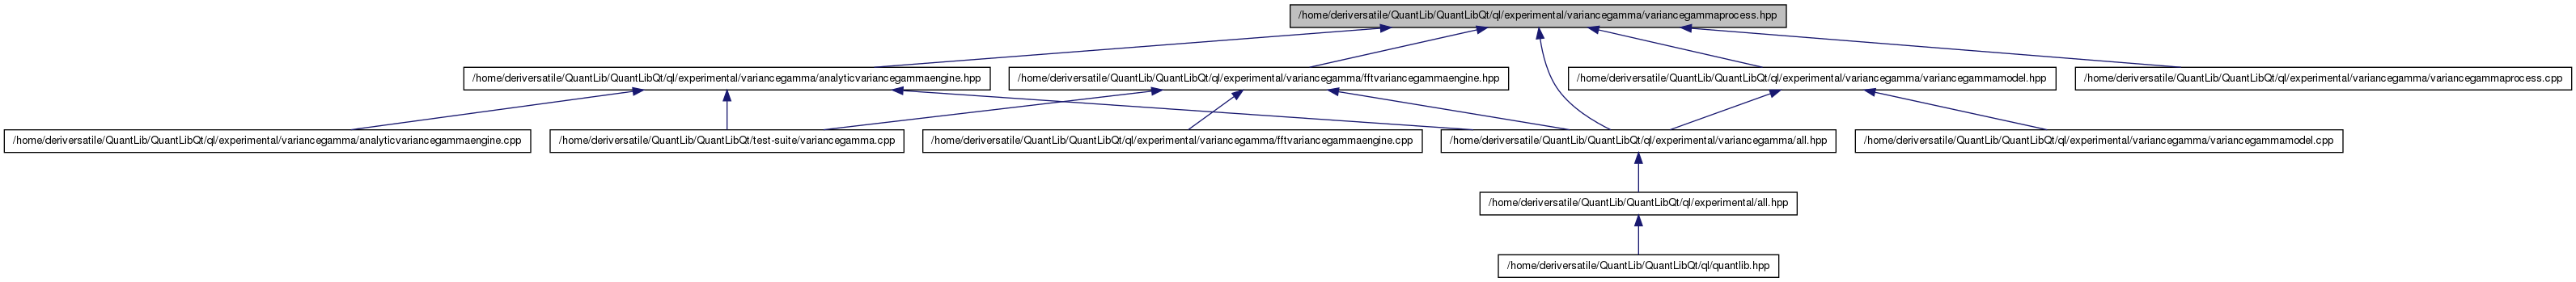 /home/deriversatile/QuantLib/QuantLibQt/ql/experimental/variancegamma/variancegammaprocess.hpp
/home/deriversatile/QuantLib/QuantLibQt/ql/experimental/variancegamma/analyticvariancegammaengine.hpp
/home/deriversatile/QuantLib/QuantLibQt/ql/experimental/variancegamma/fftvariancegammaengine.hpp
/home/deriversatile/QuantLib/QuantLibQt/ql/experimental/variancegamma/variancegammamodel.hpp
/home/deriversatile/QuantLib/QuantLibQt/ql/experimental/variancegamma/variancegammaprocess.cpp
/home/deriversatile/QuantLib/QuantLibQt/ql/experimental/variancegamma/analyticvariancegammaengine.cpp
/home/deriversatile/QuantLib/QuantLibQt/test-suite/variancegamma.cpp
/home/deriversatile/QuantLib/QuantLibQt/ql/experimental/variancegamma/fftvariancegammaengine.cpp
/home/deriversatile/QuantLib/QuantLibQt/ql/experimental/variancegamma/all.hpp
/home/deriversatile/QuantLib/QuantLibQt/ql/experimental/variancegamma/variancegammamodel.cpp
/home/deriversatile/QuantLib/QuantLibQt/ql/experimental/all.hpp
/home/deriversatile/QuantLib/QuantLibQt/ql/quantlib.hpp